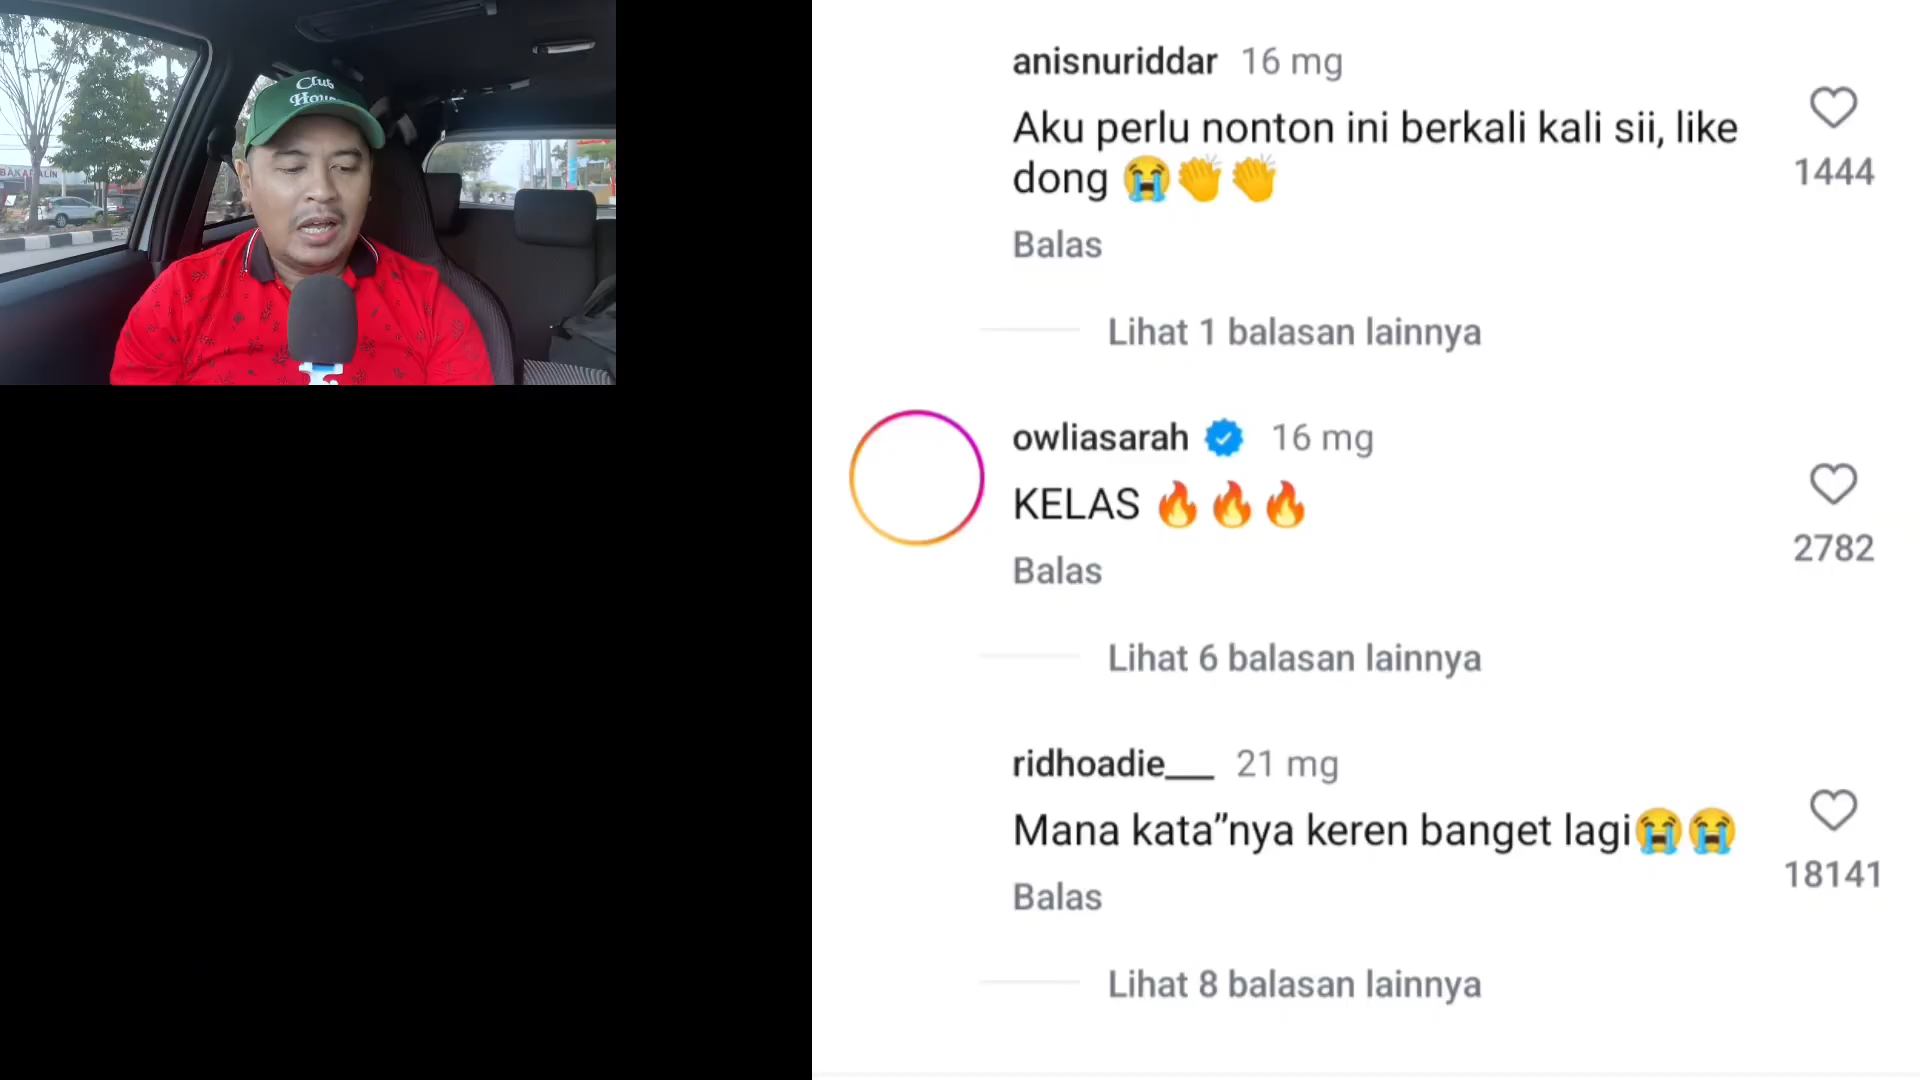 Club
House
BAKARALIN
anisnuriddar 16 mg
Aku perlu nonton ini berkali kali sii, like
dong 😭👏👏
1444
Balas
Lihat 1 balasan lainnya
owliasarah 16 mg
KELAS 🔥🔥🔥
2782
Balas
Lihat 6 balasan lainnya
ridhoadie___ 21 mg
Mana kata”nya keren banget lagi😭😭
18141
Balas
Lihat 8 balasan lainnya